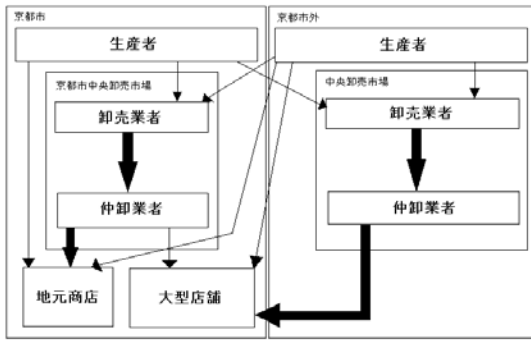 京都市
京都市外
生産者
生産者
京都市中央卸売市場
中央卸売市場
卸売業者
卸売業者
仲卸業者
仲卸業者
地元商店
大型店舗